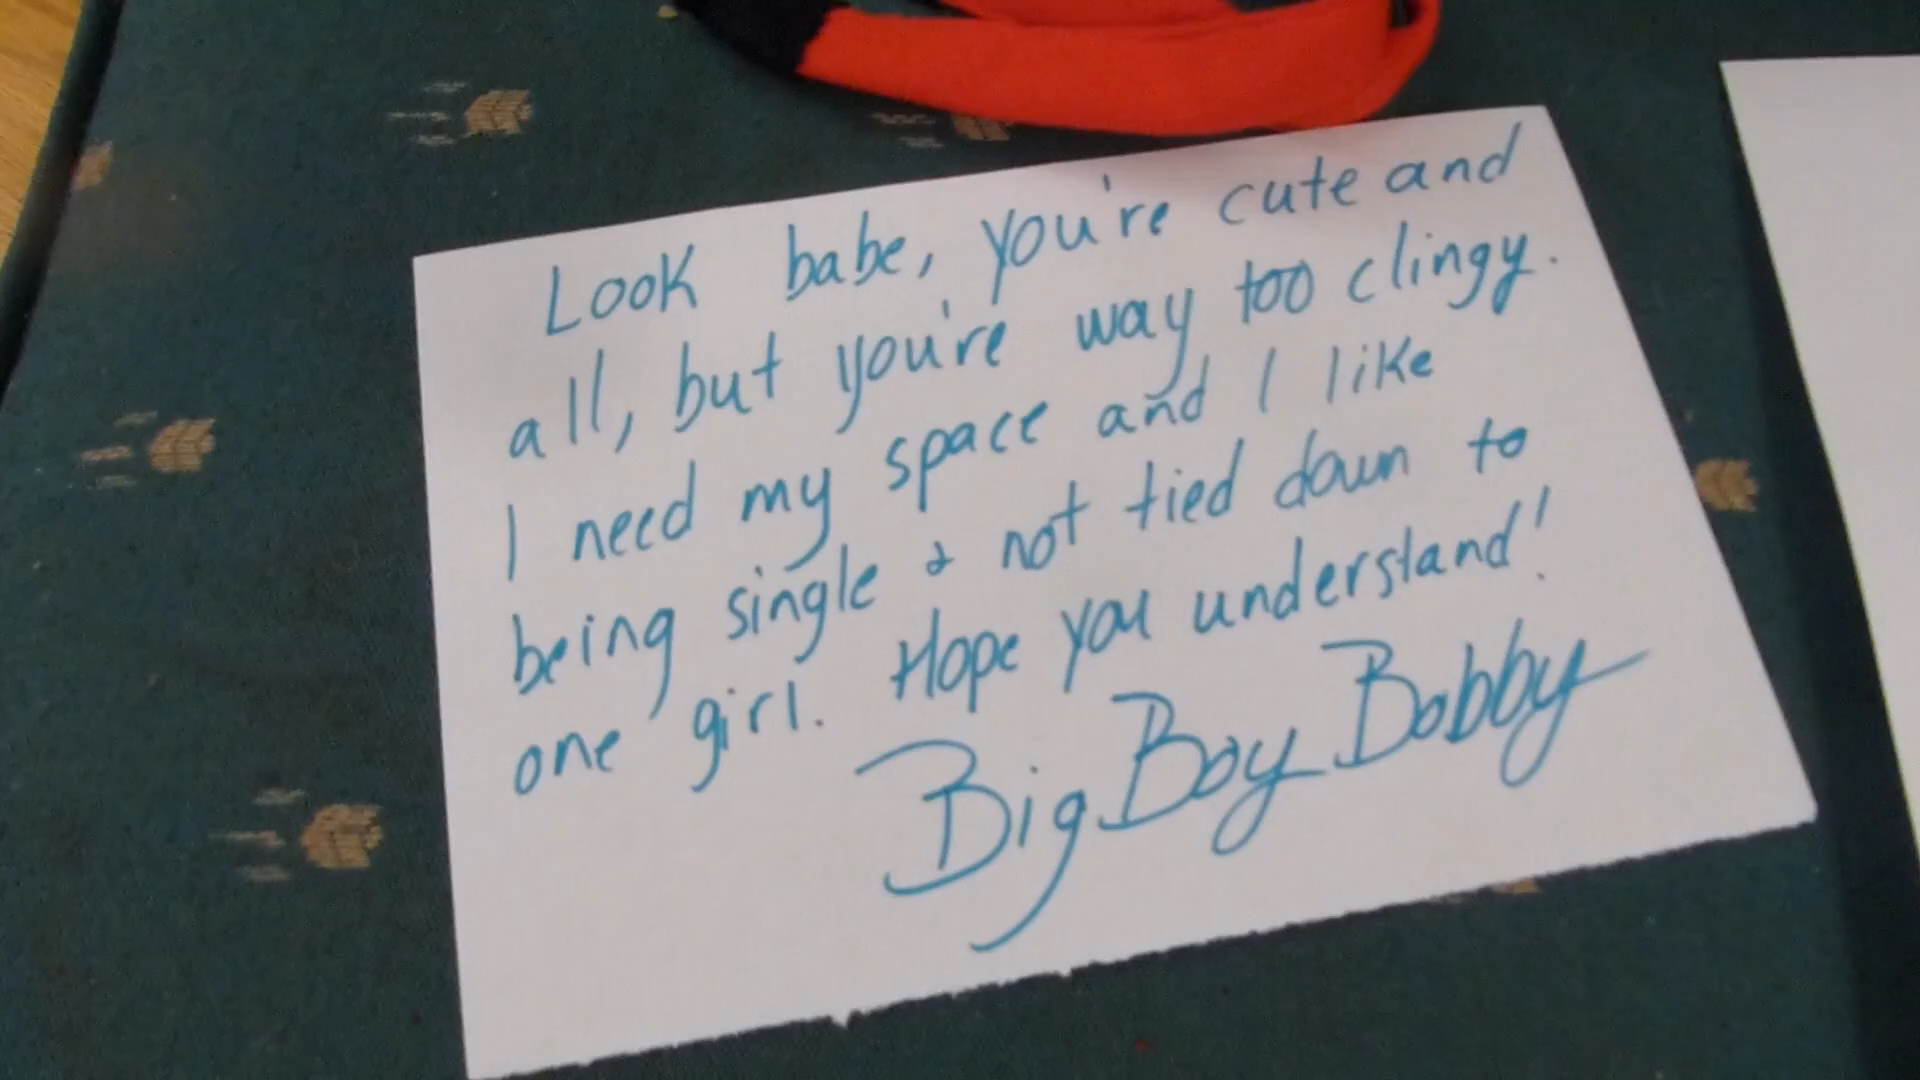 Look babe, you're cute and
all, but you're way too clingy.
I need my space and I like
being single & not tied down to
one girl. Hope you understand!
Big Boy Bobby